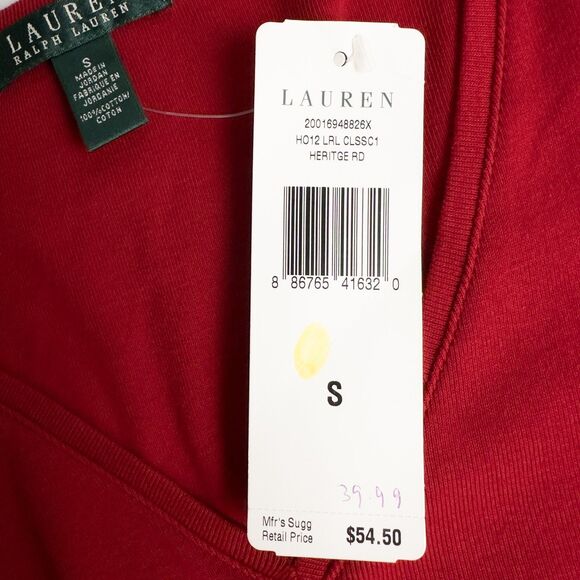 LAUREN
RALPH LAUREN
S
MADE IN
JORDAN
FABRIQUE EN
JORDANIE
100% COTTON/
COTON
LAUREN
20016948826X
HO12 LRL CLSSC1
HERITGE RD
8 86765 41632 0
S
39.99
Mfr's Sugg
Retail Price
$54.50